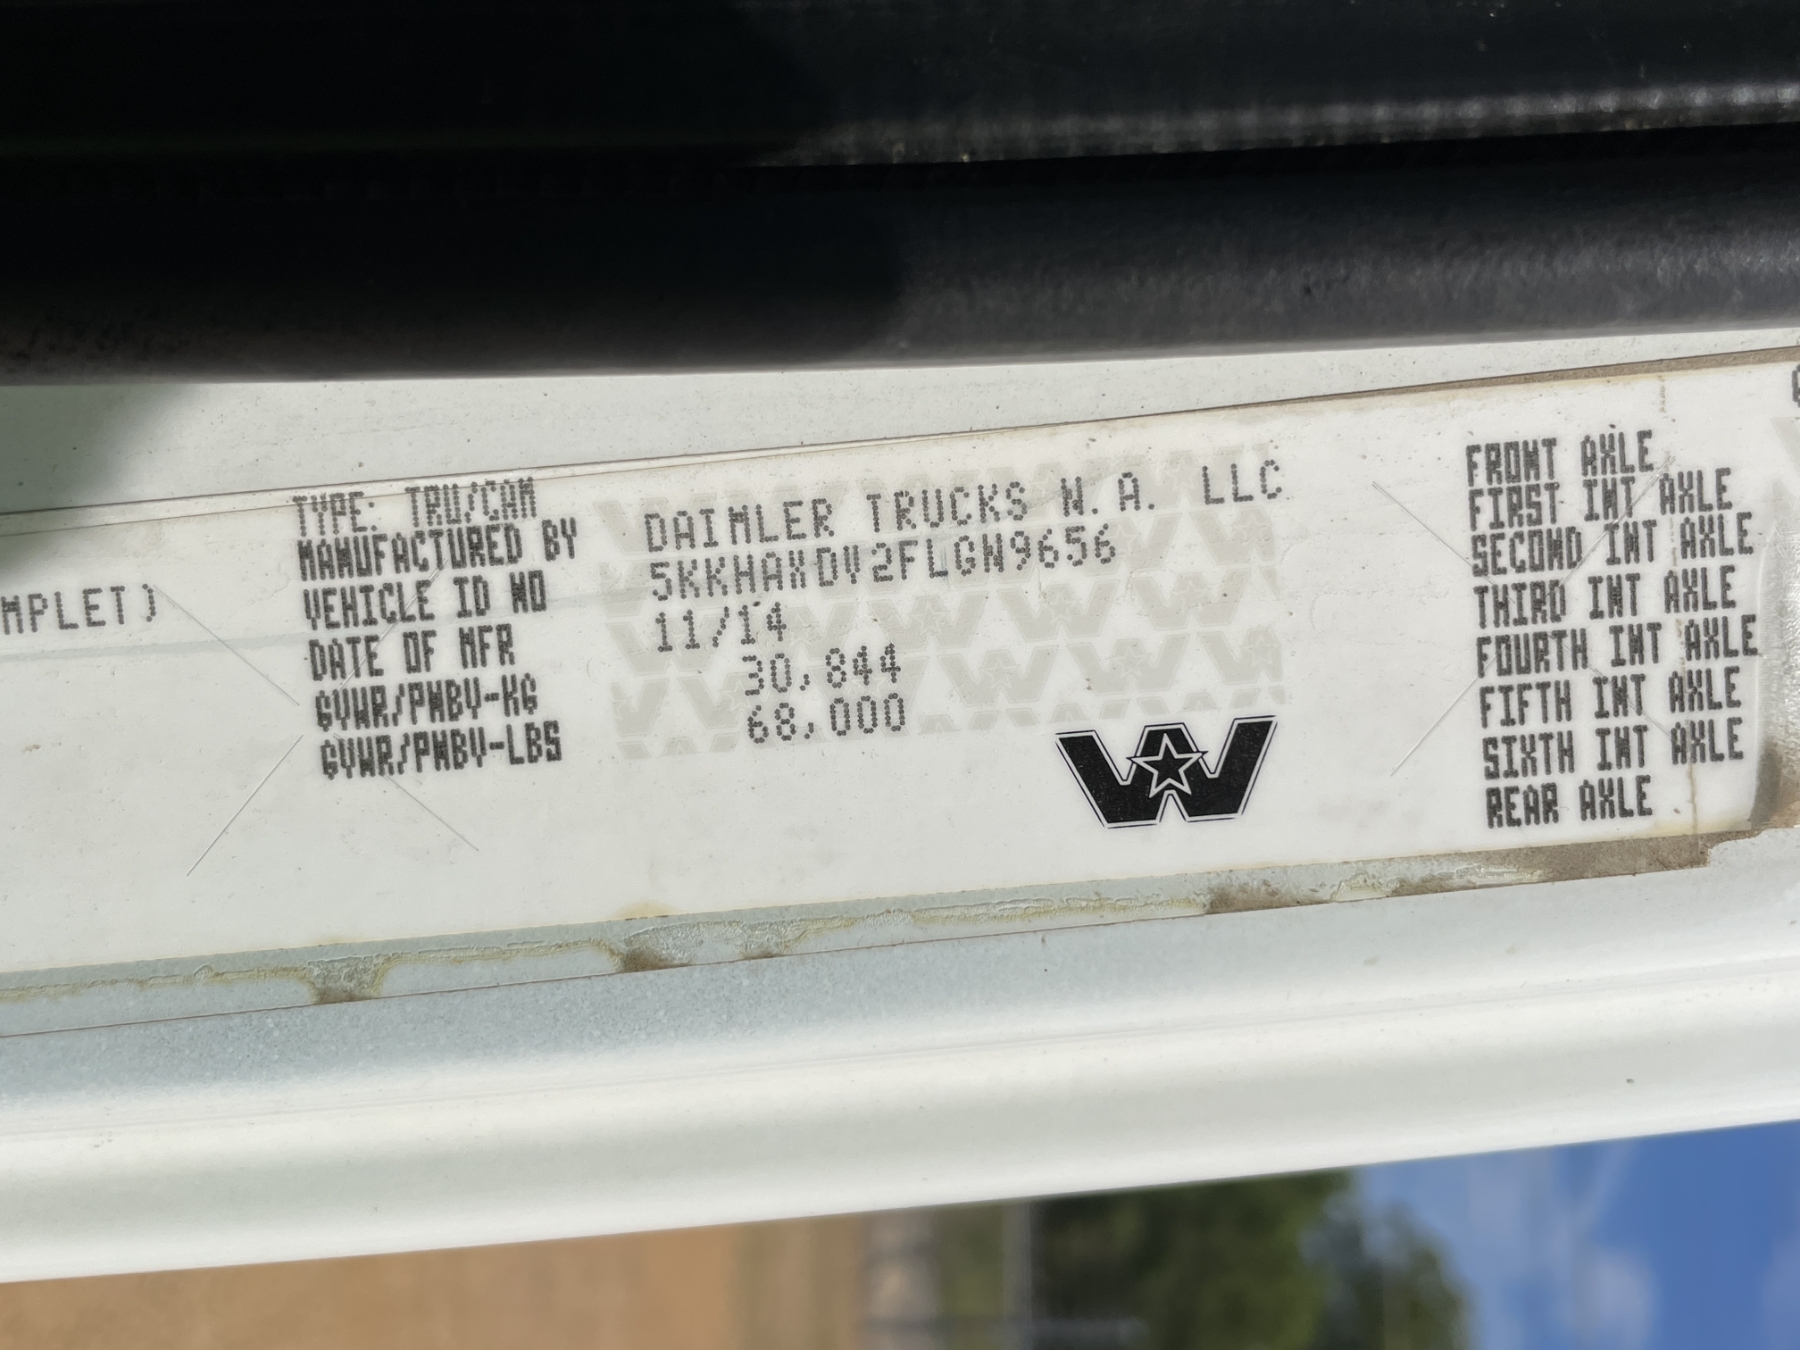 MPLET)
TYPE: TRU/CAM
MANUFACTURED BY DAIMLER TRUCKS N.A. LLC
VEHICLE ID NO 5KKHAXDV2FLGN9656
DATE OF MFR 11/14
GVWR/PNBV-KG 30,844
GVWR/PNBV-LBS 68,000
FRONT AXLE
FIRST INT AXLE
SECOND INT AXLE
THIRD INT AXLE
FOURTH INT AXLE
FIFTH INT AXLE
SIXTH INT AXLE
REAR AXLE